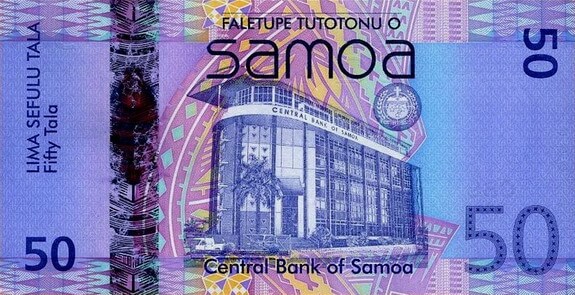 FALETUPE TUTOTONU O
samoa
50
LIMA SEFULU TALA
Fifty Tala
CENTRAL BANK OF SAMOA
50
50
Central Bank of Samoa